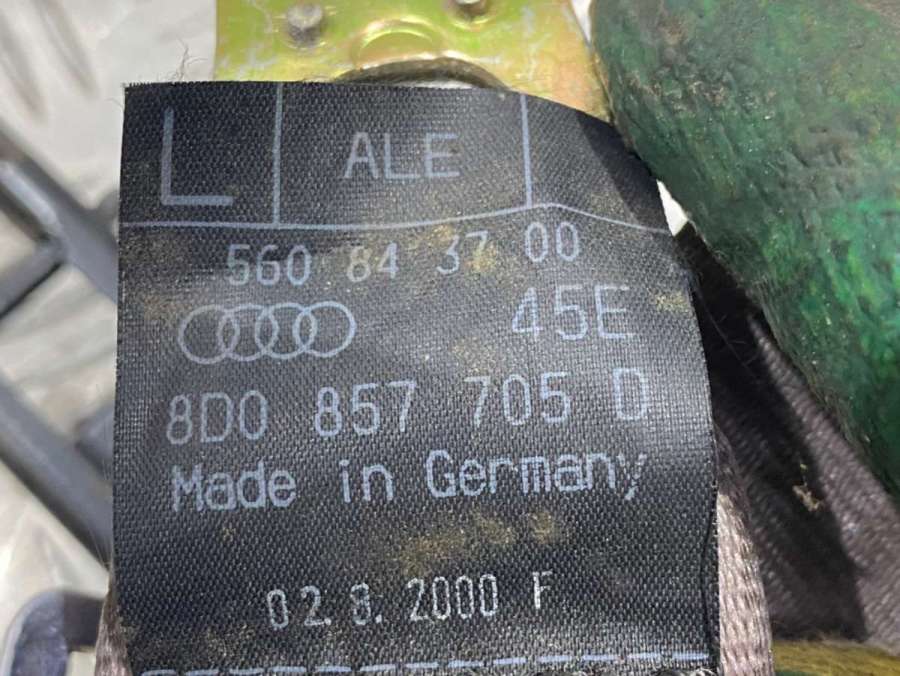 L ALE
560 84 37 00
45E
8D0 857 705 D
Made in Germany
02.8.2000 F